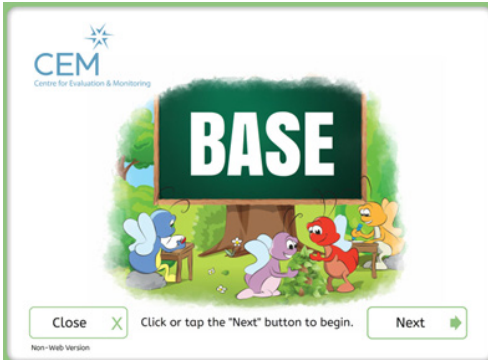 CEM
Centre for Evaluation & Monitoring
BASE
Close X
Click or tap the "Next" button to begin.
Next
Non-Web Version